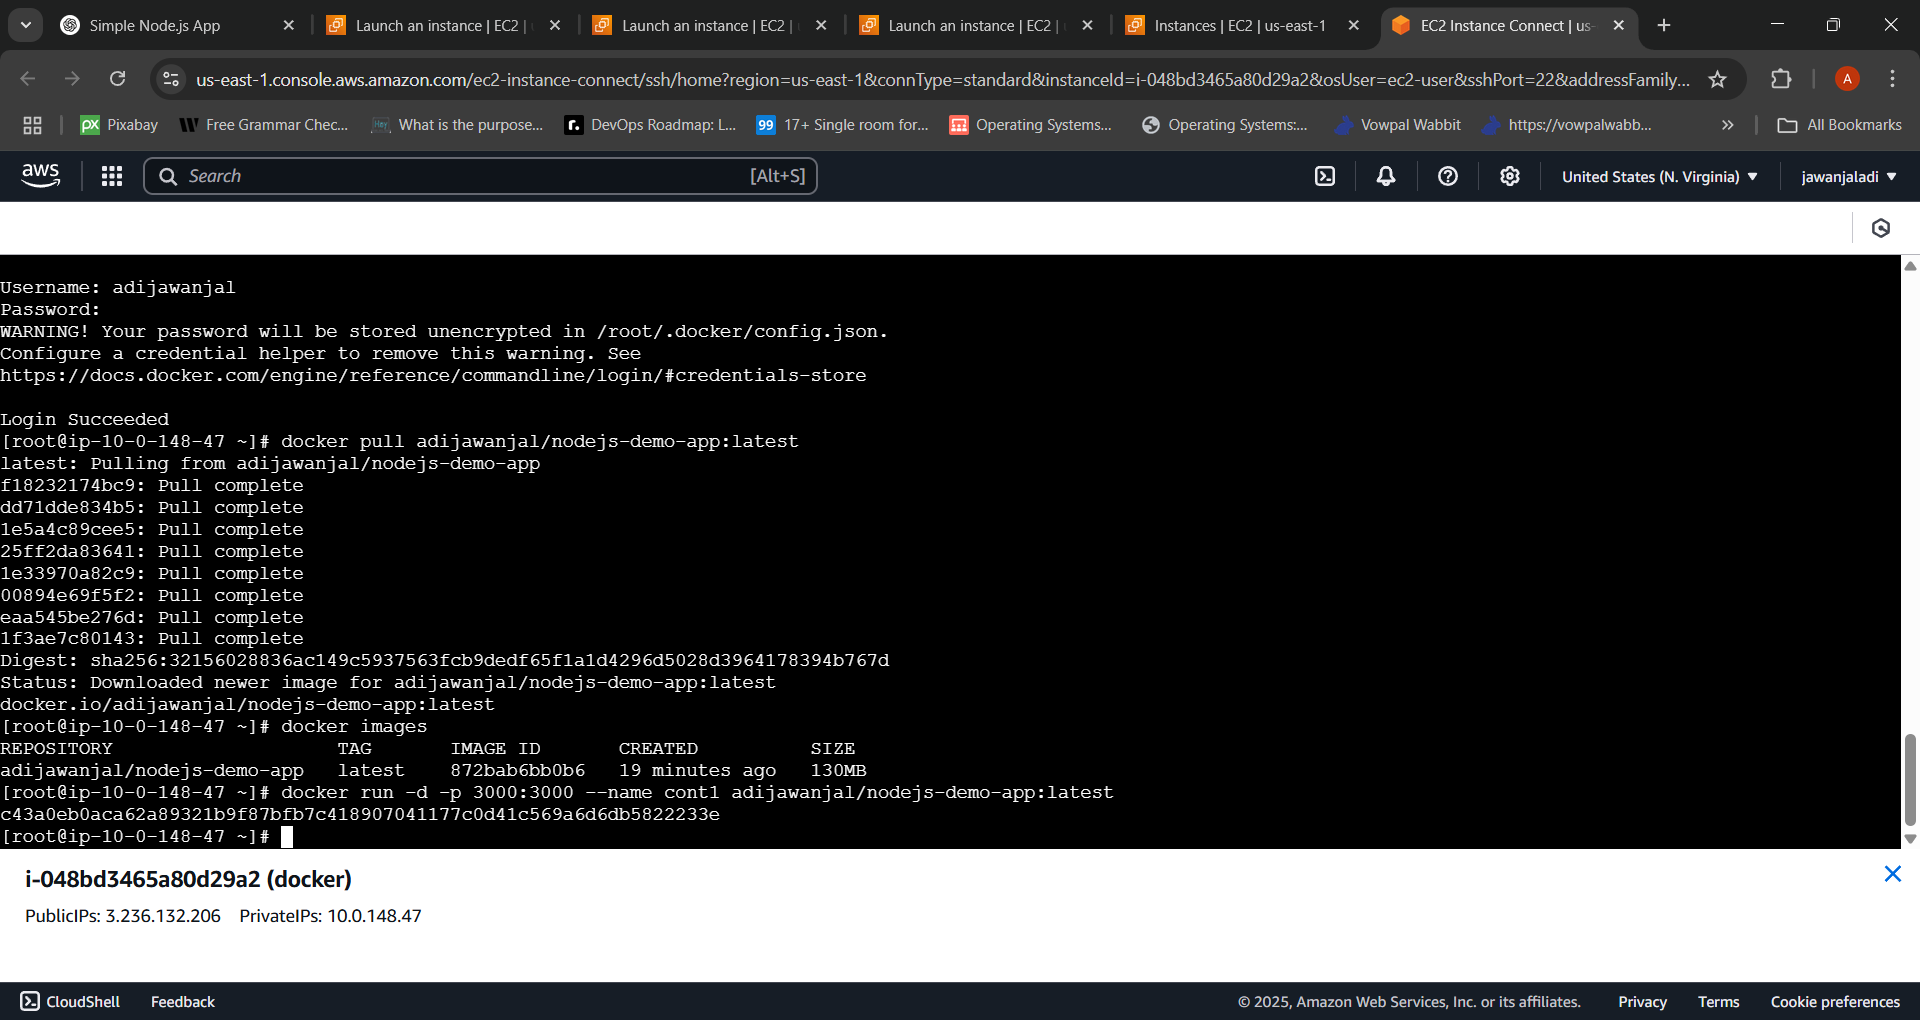 Simple Node.js App
Launch an instance | EC2 |
Launch an instance | EC2 |
Launch an instance | EC2 |
Instances | EC2 | us-east-1
EC2 Instance Connect | us-
us-east-1.console.aws.amazon.com/ec2-instance-connect/ssh/home?region=us-east-1&connType=standard&instanceId=i-048bd3465a80d29a2&osUser=ec2-user&sshPort=22&addressFamily...
A
px Pixabay
Free Grammar Chec...
Hey What is the purpose...
r. DevOps Roadmap: L...
99 17+ Single room for...
Operating Systems...
Operating Systems:...
Vowpal Wabbit
https://vowpalwabb...
All Bookmarks
aws
Search
[Alt+S]
United States (N. Virginia)
jawanjaladi
Username: adijawanjal
Password:
WARNING! Your password will be stored unencrypted in /root/.docker/config.json.
Configure a credential helper to remove this warning. See
https://docs.docker.com/engine/reference/commandline/login/#credentials-store
Login Succeeded
[root@ip-10-0-148-47 ~]# docker pull adijawanjal/nodejs-demo-app:latest
latest: Pulling from adijawanjal/nodejs-demo-app
f18232174bc9: Pull complete
dd71dde834b5: Pull complete
1e5a4c89cee5: Pull complete
25ff2da83641: Pull complete
1e33970a82c9: Pull complete
00894e69f5f2: Pull complete
eaa545be276d: Pull complete
1f3ae7c80143: Pull complete
Digest: sha256:32156028836ac149c5937563fcb9dedf65f1a1d4296d5028d3964178394b767d
Status: Downloaded newer image for adijawanjal/nodejs-demo-app:latest
docker.io/adijawanjal/nodejs-demo-app:latest
[root@ip-10-0-148-47 ~]# docker images
REPOSITORY TAG IMAGE ID CREATED SIZE
adijawanjal/nodejs-demo-app latest 872bab6bb0b6 19 minutes ago 130MB
[root@ip-10-0-148-47 ~]# docker run -d -p 3000:3000 --name cont1 adijawanjal/nodejs-demo-app:latest
c43a0eb0aca62a89321b9f87bfb7c418907041177c0d41c569a6d6db5822233e
[root@ip-10-0-148-47 ~]#
i-048bd3465a80d29a2 (docker)
PublicIPs: 3.236.132.206 PrivateIPs: 10.0.148.47
CloudShell Feedback
© 2025, Amazon Web Services, Inc. or its affiliates. Privacy Terms Cookie preferences